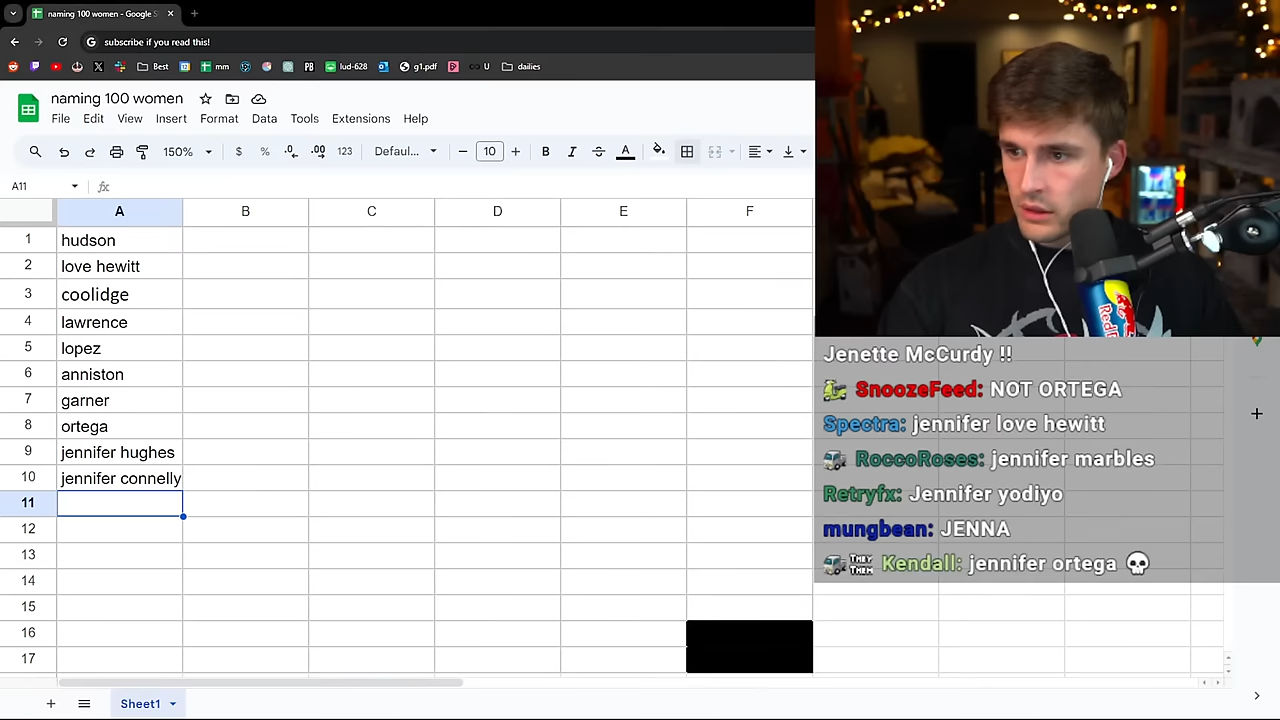 naming 100 women - Google S
subscribe if you read this!
Best
mm
PB
lud-628
g1.pdf
U
dailies
naming 100 women
File Edit View Insert Format Data Tools Extensions Help
150% $ % .0 .00 123 Defaul... 10 B I S A
A11 fx
A B C D E F
1 hudson
2 love hewitt
3 coolidge
4 lawrence
5 lopez
6 anniston
7 garner
8 ortega
9 jennifer hughes
10 jennifer connelly
11
12
13
14
15
16
17
Sheet1
RedB
Jenette McCurdy !!
SnoozeFeed: NOT ORTEGA
Spectra: jennifer love hewitt
RoccoRoses: jennifer marbles
Retryfx: Jennifer yodiyo
mungbean: JENNA
THEY THEM Kendall: jennifer ortega 💀